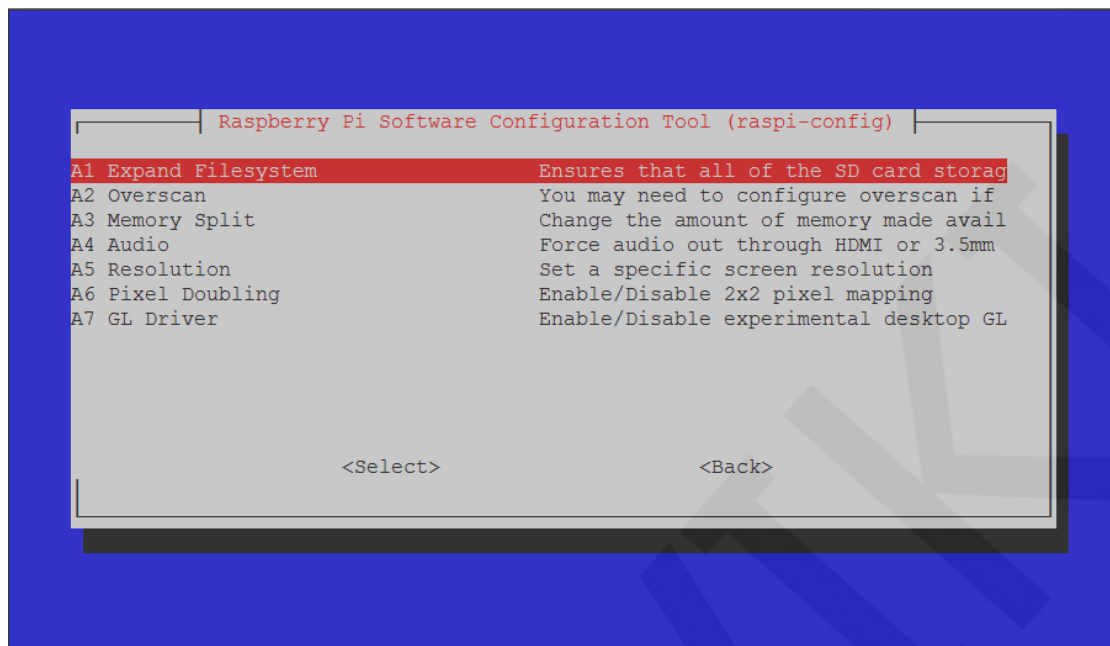 Raspberry Pi Software Configuration Tool (raspi-config)
A1 Expand Filesystem Ensures that all of the SD card storag
A2 Overscan You may need to configure overscan if
A3 Memory Split Change the amount of memory made avail
A4 Audio Force audio out through HDMI or 3.5mm
A5 Resolution Set a specific screen resolution
A6 Pixel Doubling Enable/Disable 2x2 pixel mapping
A7 GL Driver Enable/Disable experimental desktop GL
<Select> <Back>